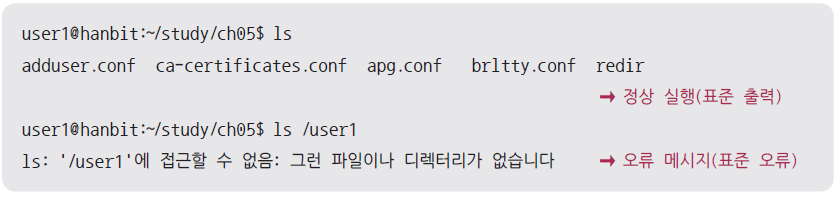 user1@hanbit:~/study/ch05$ ls
adduser.conf ca-certificates.conf apg.conf brltty.conf redir
→ 정상 실행(표준 출력)
user1@hanbit:~/study/ch05$ ls /user1
ls: '/user1'에 접근할 수 없음: 그런 파일이나 디렉터리가 없습니다 → 오류 메시지(표준 오류)